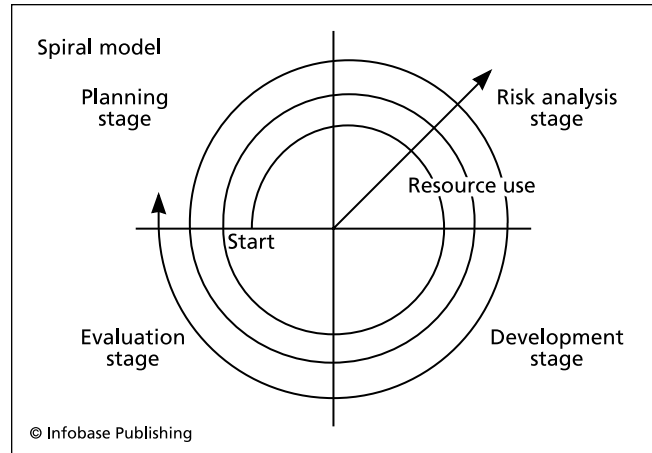 Spiral model
Planning
stage
Risk analysis
stage
Resource use
Start
Evaluation
stage
Development
stage
© Infobase Publishing